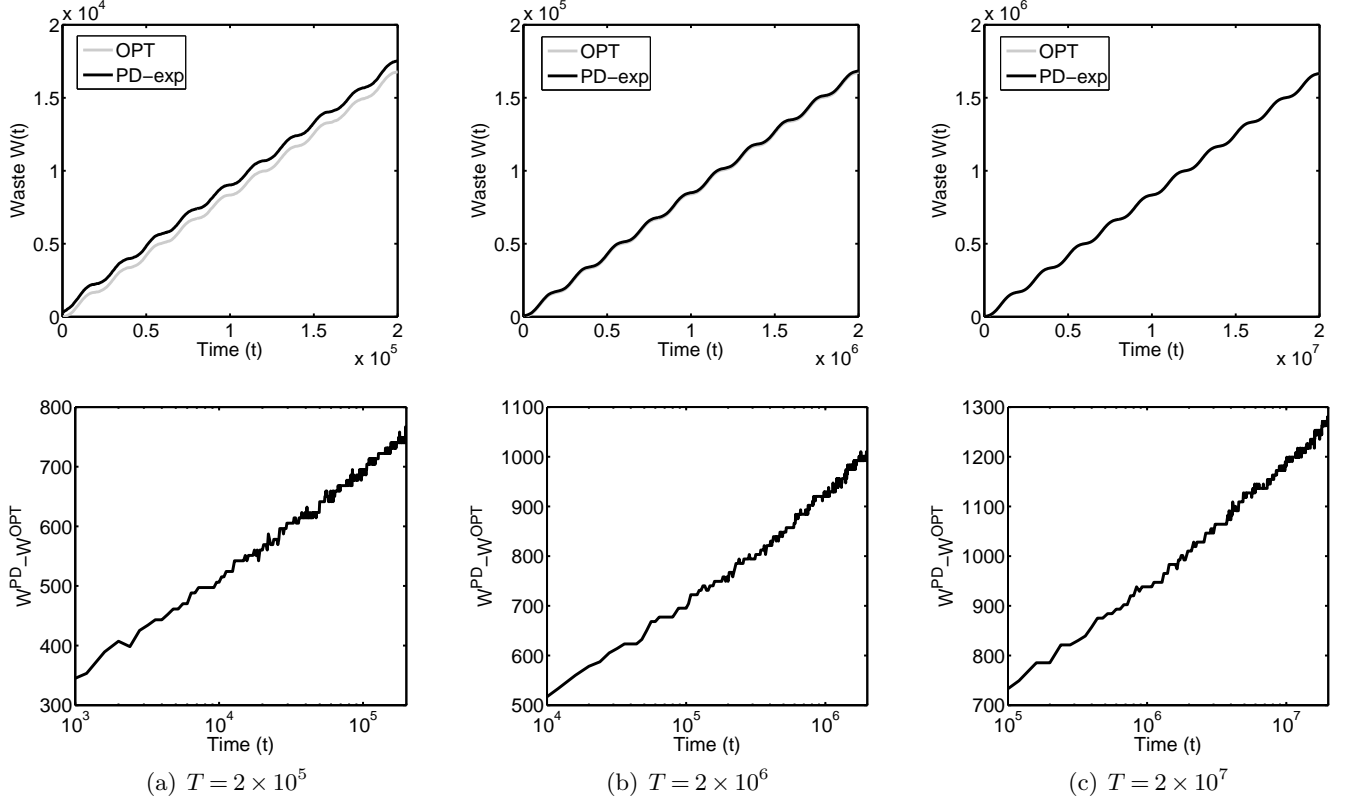 x 10^4
2
1.5
1
0.5
0
Waste W(t)
OPT
PD−exp
0 0.5 1 1.5 2
Time (t)
x 10^5
x 10^5
2
1.5
1
0.5
0
Waste W(t)
OPT
PD−exp
0 0.5 1 1.5 2
Time (t)
x 10^6
x 10^6
2
1.5
1
0.5
0
Waste W(t)
OPT
PD−exp
0 0.5 1 1.5 2
Time (t)
x 10^7
800
700
600
500
400
300
W^PD−W^OPT
10^3 10^4 10^5
Time (t)
1100
1000
900
800
700
600
500
W^PD−W^OPT
10^4 10^5 10^6
Time (t)
1300
1200
1100
1000
900
800
700
W^PD−W^OPT
10^5 10^6 10^7
Time (t)
(a) T = 2 × 10^5
(b) T = 2 × 10^6
(c) T = 2 × 10^7